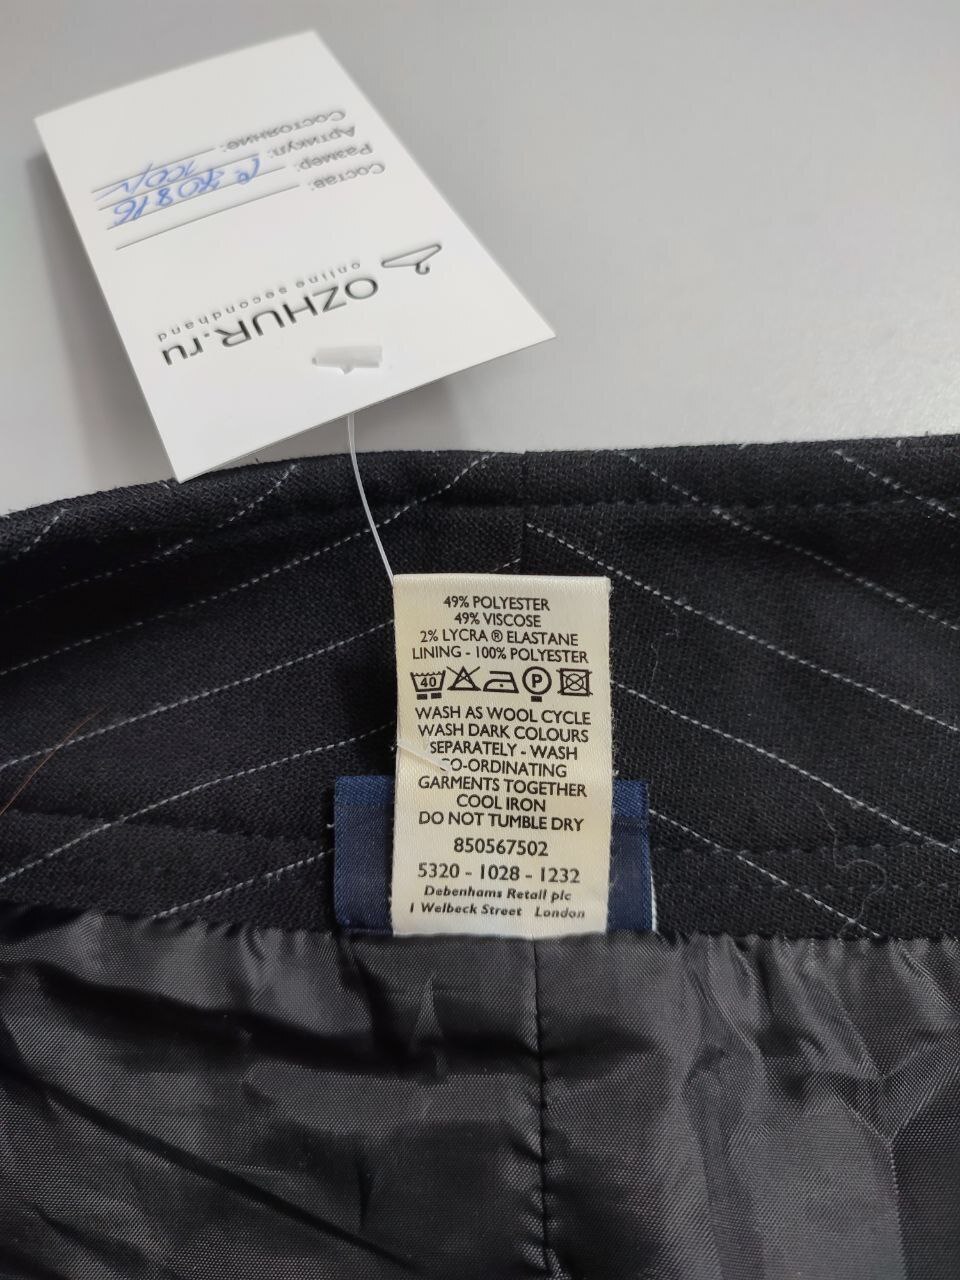 OZHUR.ru
online secondhand
Состав:
Размер:
Артикул:
Состояние:
49% POLYESTER
49% VISCOSE
2% LYCRA ® ELASTANE
LINING - 100% POLYESTER
40 P
WASH AS WOOL CYCLE
WASH DARK COLOURS
SEPARATELY - WASH
CO-ORDINATING
GARMENTS TOGETHER
COOL IRON
DO NOT TUMBLE DRY
850567502
5320 - 1028 - 1232
Debenhams Retail plc
1 Welbeck Street London